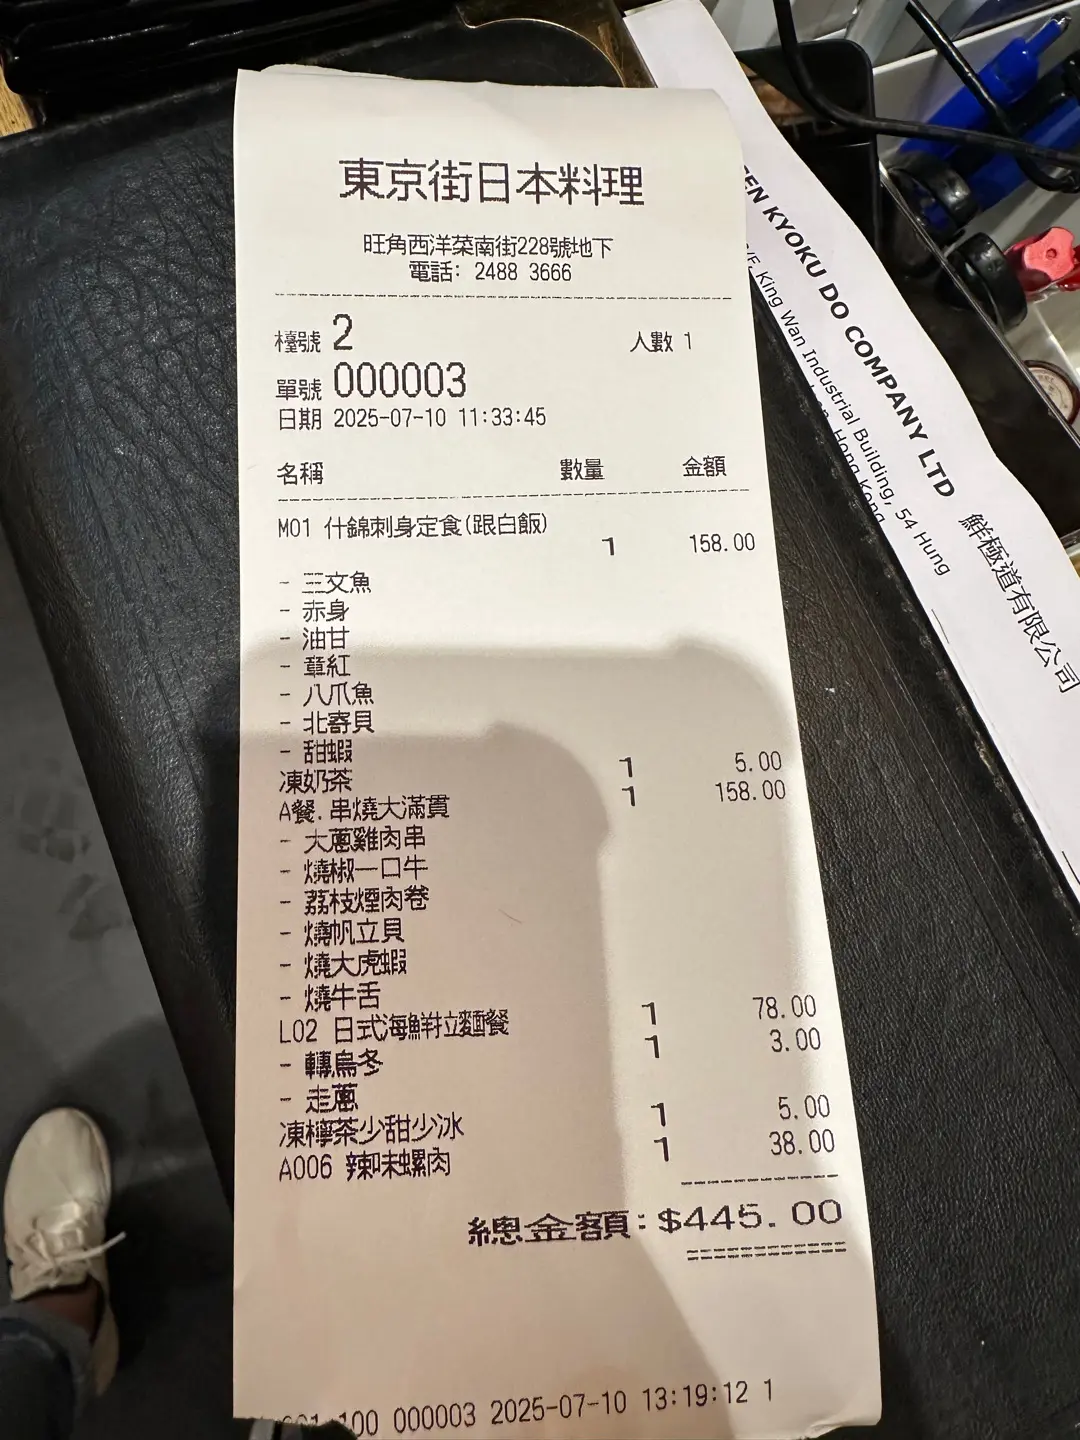 東京街日本料理
旺角西洋菜南街228號地下
電話: 2488 3666
檯號 2 人數 1
單號 000003
日期 2025-07-10 11:33:45
名稱 數量 金額
M01 什錦刺身定食(跟白飯)
1 158.00
- 三文魚
- 赤身
- 油甘
- 章紅
- 八爪魚
- 北寄貝
- 甜蝦
凍奶茶 1 5.00
A餐.串燒大滿貫 1 158.00
- 大蔥雞肉串
- 燒椒一口牛
- 荔枝煙肉卷
- 燒帆立貝
- 燒大虎蝦
- 燒牛舌
L02 日式海鮮拉麵餐 1 78.00
- 轉烏冬 1 3.00
- 走蔥
凍檸茶少甜少冰 1 5.00
A006 辣味螺肉 1 38.00
總金額:$445.00
100 000003 2025-07-10 13:19:12 1
EN KYOKU DO COMPANY LTD
/F, King Wan Industrial Building, 54 Hung
Hong Kong
鮮極道有限公司